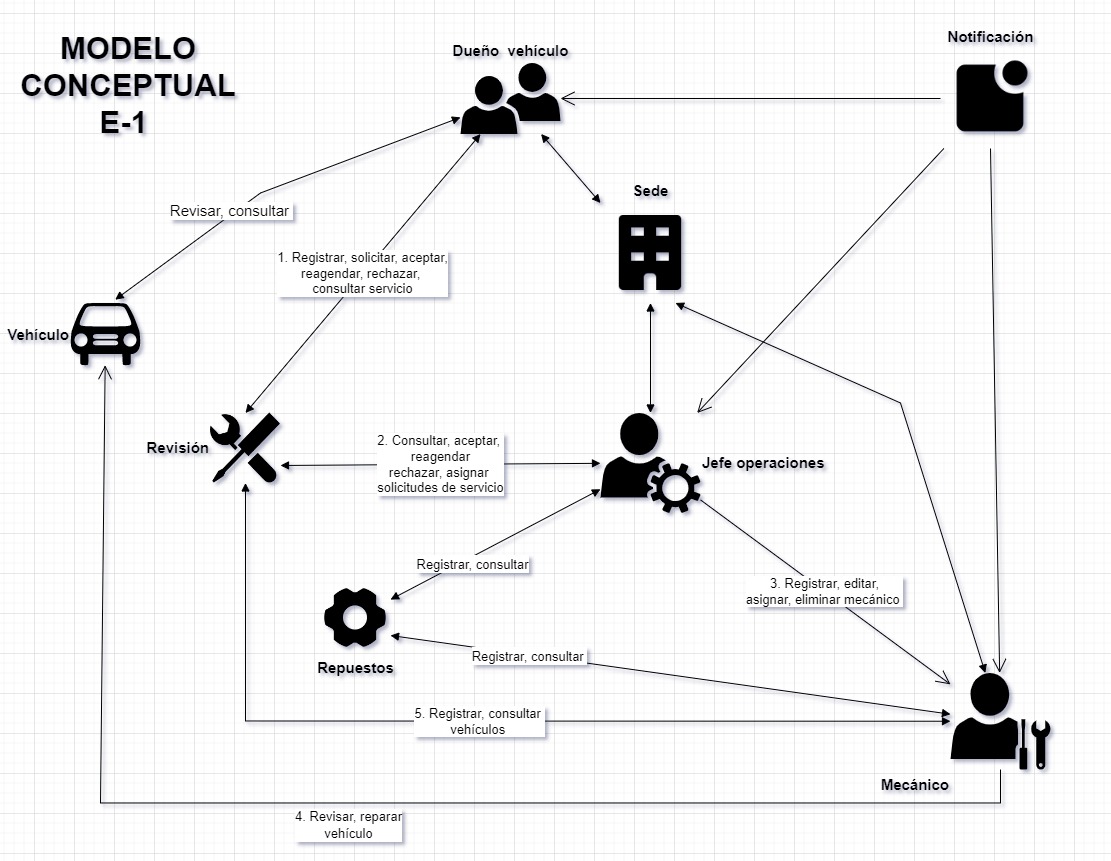 MODELO
CONCEPTUAL
E-1
Dueño vehículo
Notificación
Sede
Revisar, consultar
1. Registrar, solicitar, aceptar,
reagendar, rechazar,
consultar servicio
Vehículo
Revisión
2. Consultar, aceptar,
reagendar
rechazar, asignar
solicitudes de servicio
Jefe operaciones
Registrar, consultar
3. Registrar, editar,
asignar, eliminar mecánico
Repuestos
Registrar, consultar
5. Registrar, consultar
vehículos
Mecánico
4. Revisar, reparar
vehículo